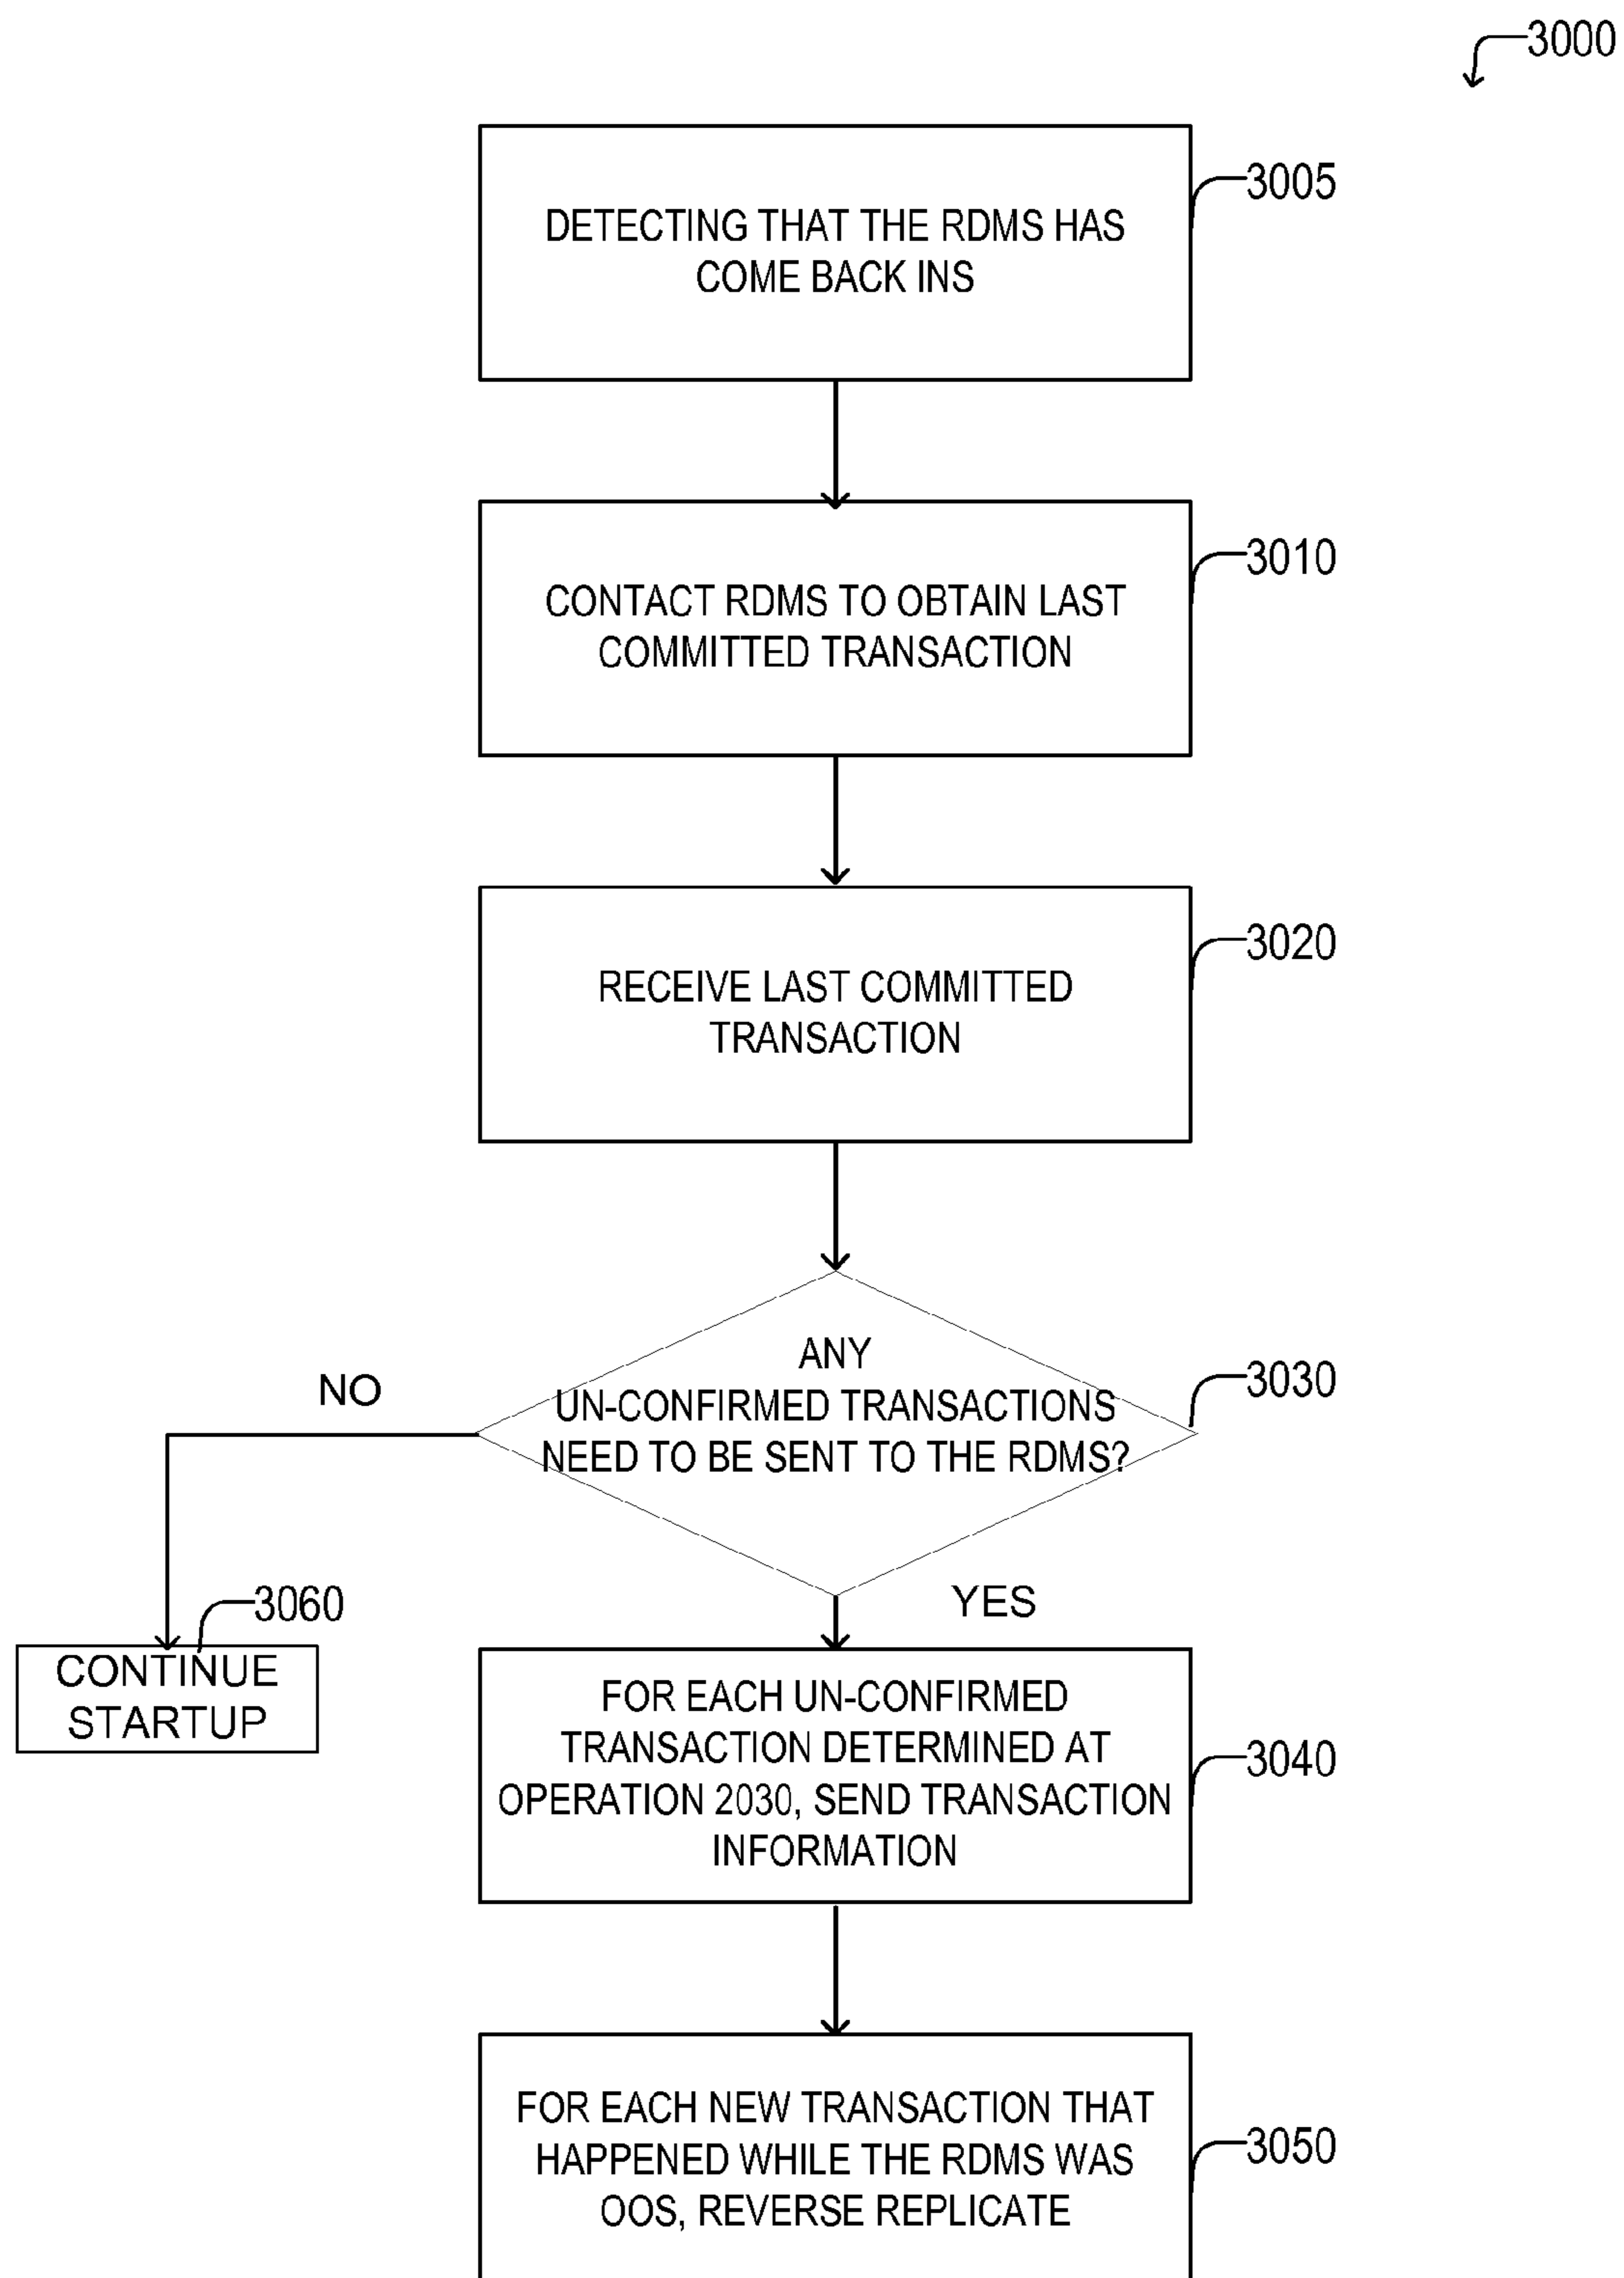 3000
3005
DETECTING THAT THE RDMS HAS
COME BACK INS
3010
CONTACT RDMS TO OBTAIN LAST
COMMITTED TRANSACTION
3020
RECEIVE LAST COMMITTED
TRANSACTION
3030
ANY
UN-CONFIRMED TRANSACTIONS
NEED TO BE SENT TO THE RDMS?
NO
YES
3060
CONTINUE
STARTUP
3040
FOR EACH UN-CONFIRMED
TRANSACTION DETERMINED AT
OPERATION 2030, SEND TRANSACTION
INFORMATION
3050
FOR EACH NEW TRANSACTION THAT
HAPPENED WHILE THE RDMS WAS
OOS, REVERSE REPLICATE